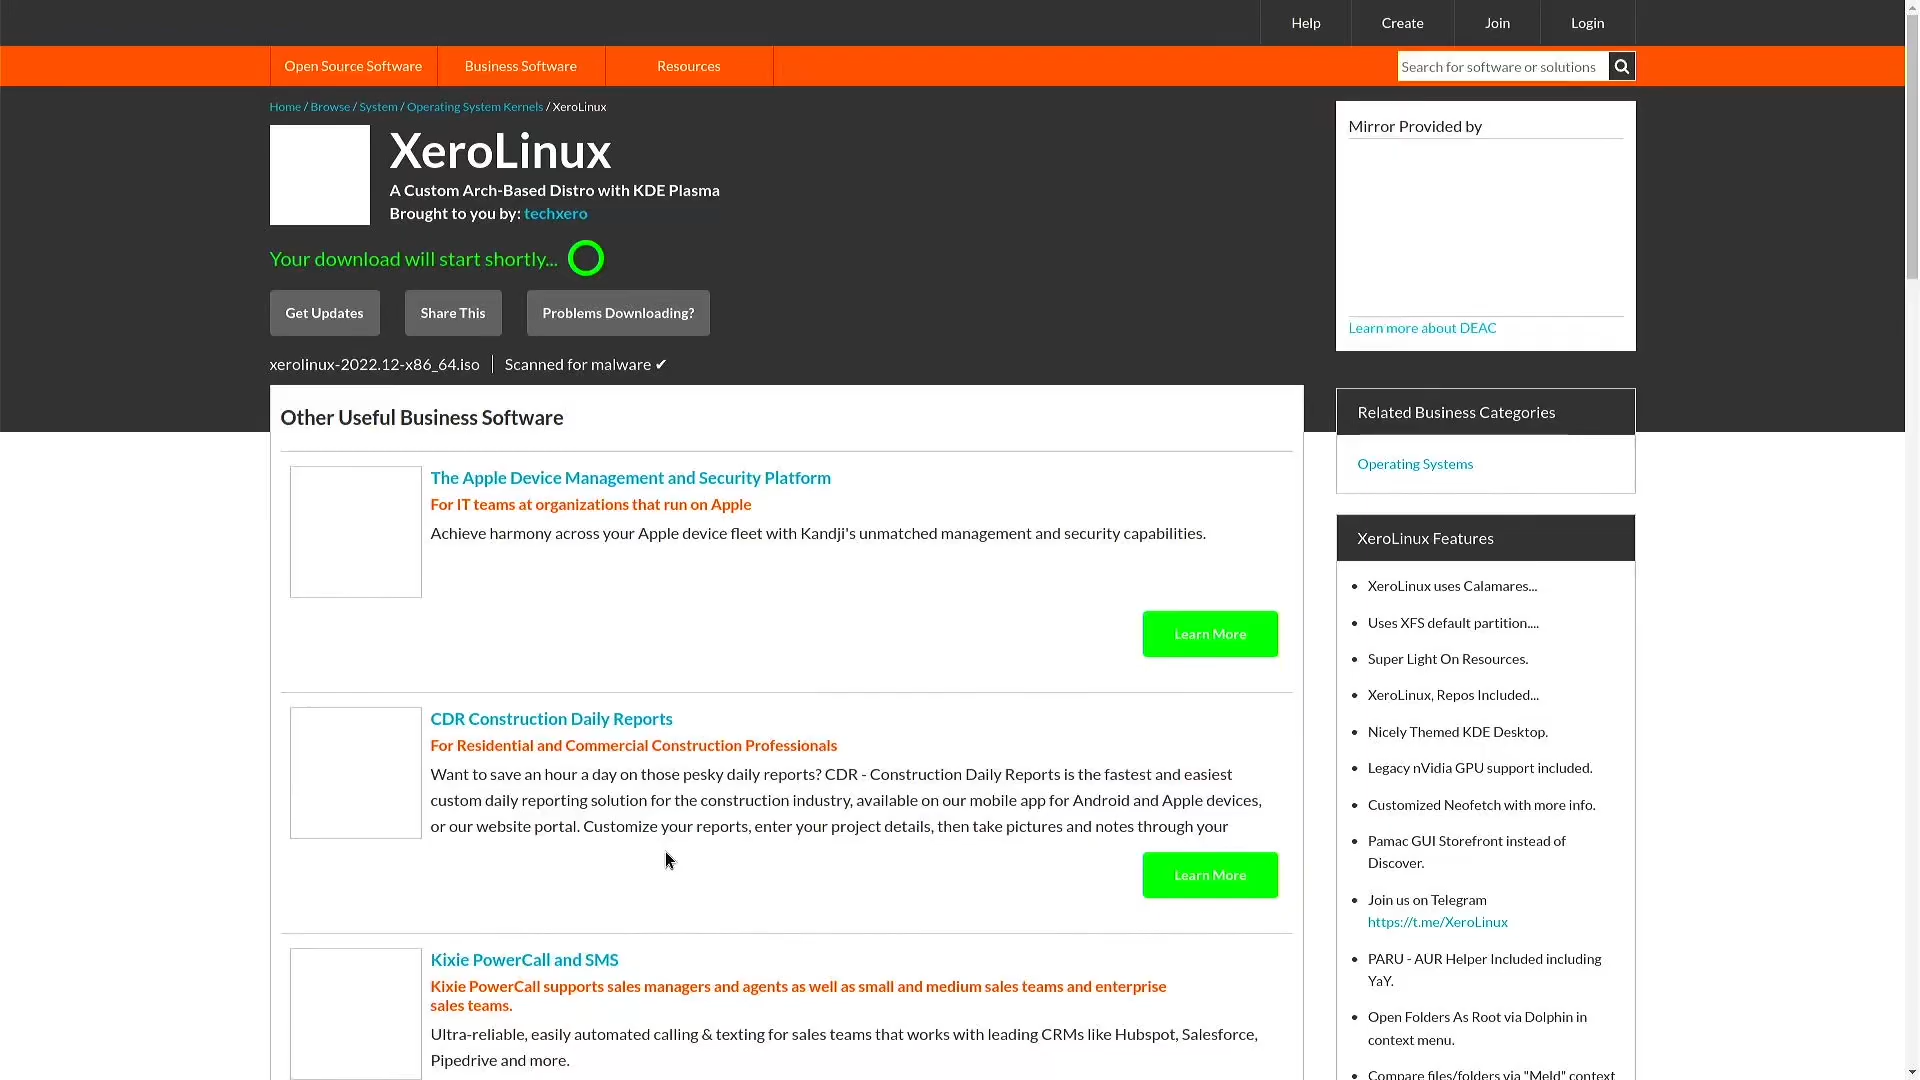 Help
Create
Join
Login
Open Source Software
Business Software
Resources
Search for software or solutions
Home / Browse / System / Operating System Kernels / XeroLinux
XeroLinux
A Custom Arch-Based Distro with KDE Plasma
Brought to you by: techxero
Your download will start shortly...
Get Updates
Share This
Problems Downloading?
xerolinux-2022.12-x86_64.iso
Scanned for malware ✔
Other Useful Business Software
The Apple Device Management and Security Platform
For IT teams at organizations that run on Apple
Achieve harmony across your Apple device fleet with Kandji's unmatched management and security capabilities.
Learn More
CDR Construction Daily Reports
For Residential and Commercial Construction Professionals
Want to save an hour a day on those pesky daily reports? CDR - Construction Daily Reports is the fastest and easiest
custom daily reporting solution for the construction industry, available on our mobile app for Android and Apple devices,
or our website portal. Customize your reports, enter your project details, then take pictures and notes through your
Learn More
Kixie PowerCall and SMS
Kixie PowerCall supports sales managers and agents as well as small and medium sales teams and enterprise
sales teams.
Ultra-reliable, easily automated calling & texting for sales teams that works with leading CRMs like Hubspot, Salesforce,
Pipedrive and more.
Mirror Provided by
Learn more about DEAC
Related Business Categories
Operating Systems
XeroLinux Features
XeroLinux uses Calamares...
Uses XFS default partition....
Super Light On Resources.
XeroLinux, Repos Included...
Nicely Themed KDE Desktop.
Legacy nVidia GPU support included.
Customized Neofetch with more info.
Pamac GUI Storefront instead of
Discover.
Join us on Telegram
https://t.me/XeroLinux
PARU - AUR Helper Included including
YaY.
Open Folders As Root via Dolphin in
context menu.
Compare files/folders via "Meld" context